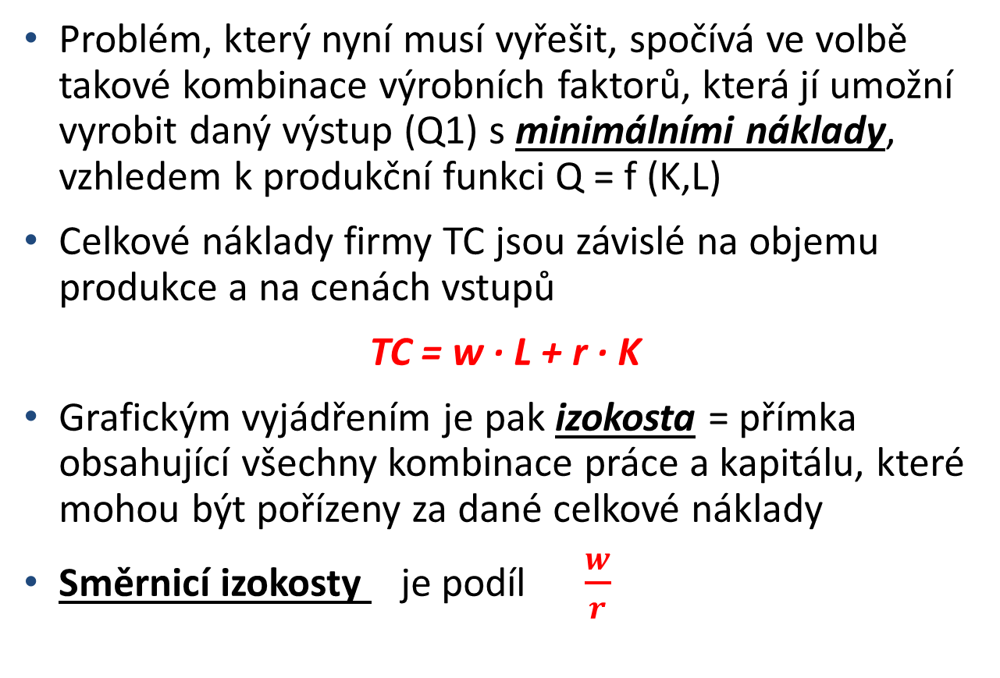 • Problém, který nyní musí vyřešit, spočívá ve volbě
takové kombinace výrobních faktorů, která jí umožní
vyrobit daný výstup (Q1) s minimálními náklady,
vzhledem k produkční funkci Q = f (K,L)
• Celkové náklady firmy TC jsou závislé na objemu
produkce a na cenách vstupů
TC = w · L + r · K
• Grafickým vyjádřením je pak izokosta = přímka
obsahující všechny kombinace práce a kapitálu, které
mohou být pořízeny za dané celkové náklady
• Směrnicí izokosty je podíl w/r